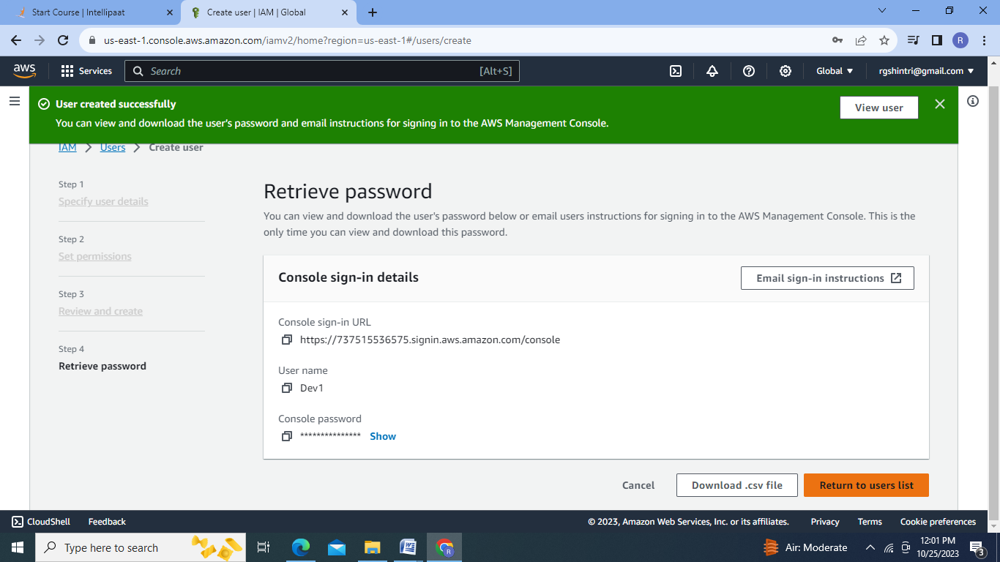 Start Course | Intellipaat
Create user | IAM | Global
us-east-1.console.aws.amazon.com/iamv2/home?region=us-east-1#/users/create
R
aws
Services
Search
[Alt+S]
Global
rgshintri@gmail.com
User created successfully
You can view and download the user's password and email instructions for signing in to the AWS Management Console.
View user
IAM > Users > Create user
Step 1
Specify user details
Step 2
Set permissions
Step 3
Review and create
Step 4
Retrieve password
Retrieve password
You can view and download the user's password below or email users instructions for signing in to the AWS Management Console. This is the
only time you can view and download this password.
Console sign-in details
Email sign-in instructions
Console sign-in URL
https://737515536575.signin.aws.amazon.com/console
User name
Dev1
Console password
*************** Show
Cancel
Download .csv file
Return to users list
CloudShell
Feedback
© 2023, Amazon Web Services, Inc. or its affiliates.
Privacy
Terms
Cookie preferences
Type here to search
Air: Moderate
12:01 PM
10/25/2023
3